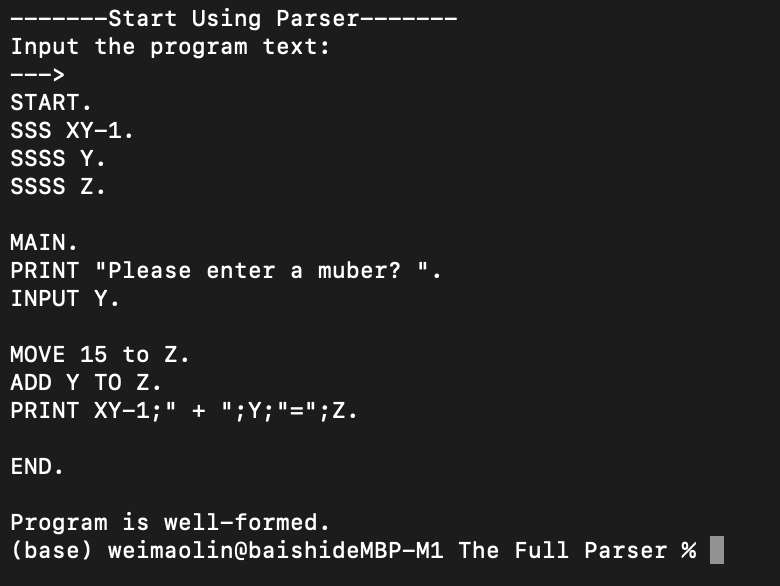 -------Start Using Parser-------
Input the program text:
--->
START.
SSS XY-1.
SSSS Y.
SSSS Z.
MAIN.
PRINT "Please enter a muber? ".
INPUT Y.
MOVE 15 to Z.
ADD Y TO Z.
PRINT XY-1;" + ";Y;"=";Z.
END.
Program is well-formed.
(base) weimaolin@baishideMBP-M1 The Full Parser %